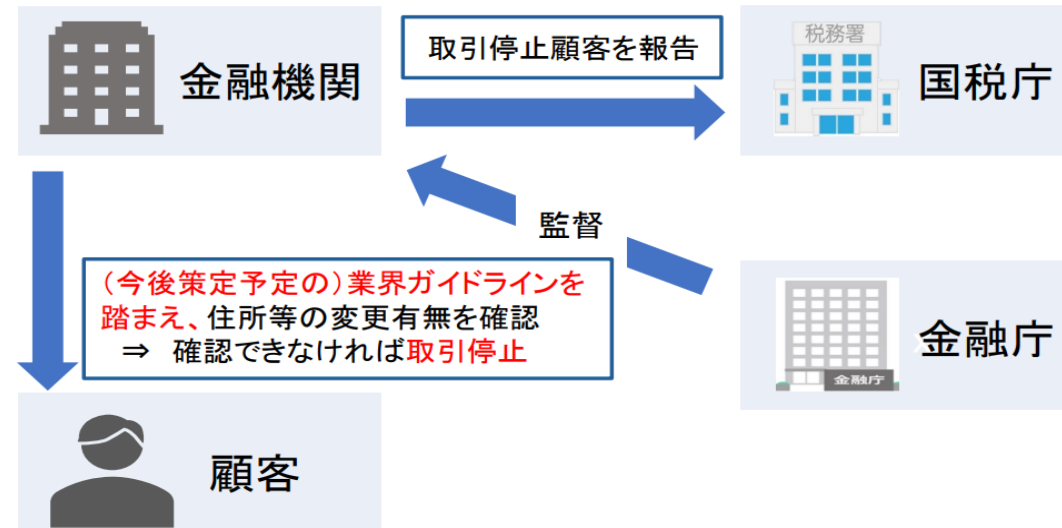 取引停止顧客を報告
税務署
金融機関
国税庁
監督
(今後策定予定の)業界ガイドラインを
踏まえ、住所等の変更有無を確認
⇒ 確認できなければ取引停止
金融庁
金融庁
顧客